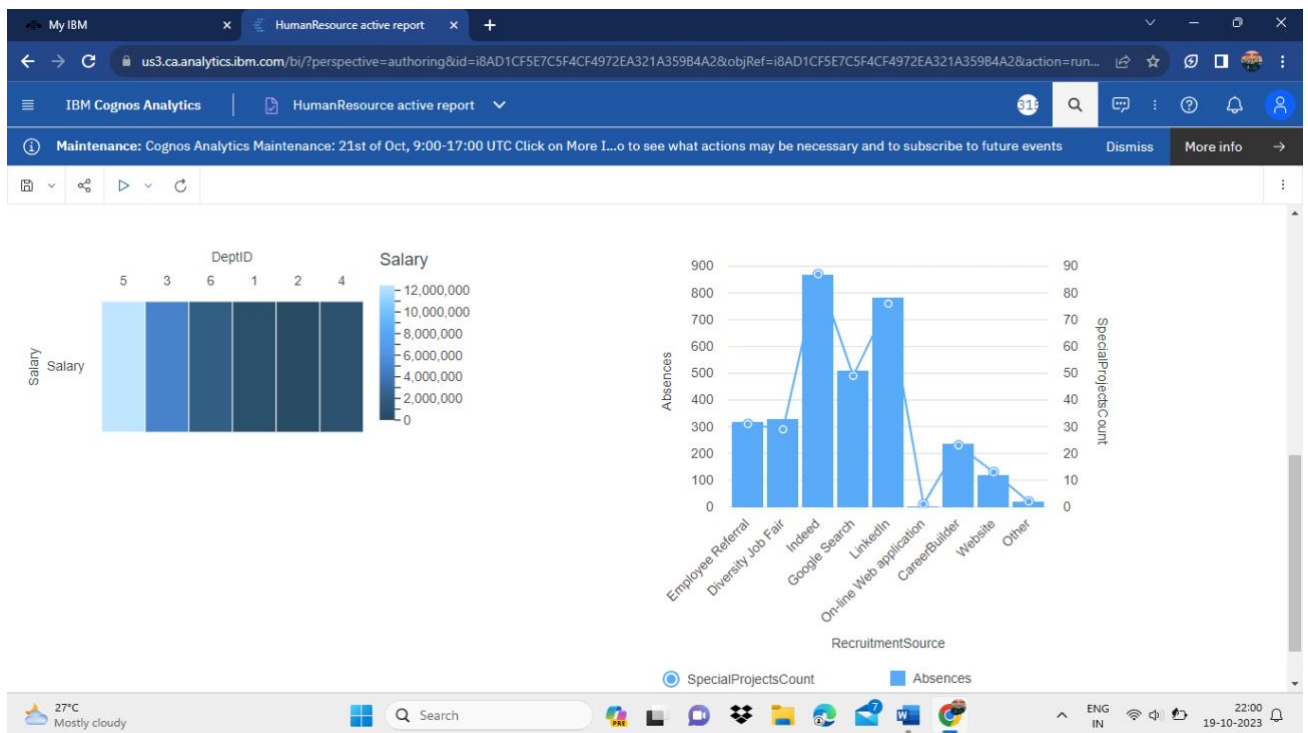 My IBM
HumanResource active report
us3.ca.analytics.ibm.com/bi/?perspective=authoring&id=i8AD1CF5E7C5F4CF4972EA321A359B4A2&objRef=i8AD1CF5E7C5F4CF4972EA321A359B4A2&action=run...
IBM Cognos Analytics
HumanResource active report
Maintenance: Cognos Analytics Maintenance: 21st of Oct, 9:00-17:00 UTC Click on More I...o to see what actions may be necessary and to subscribe to future events
Dismiss
More info
DeptID
5 3 6 1 2 4
Salary
Salary
Salary
12,000,000
10,000,000
8,000,000
6,000,000
4,000,000
2,000,000
0
Absences
900
800
700
600
500
400
300
200
100
0
90
80
70
60
50
40
30
20
10
0
SpecialProjectsCount
Employee Referral
Diversity Job Fair
Indeed
Google Search
LinkedIn
On-line Web application
CareerBuilder
Website
Other
RecruitmentSource
SpecialProjectsCount
Absences
27°C
Mostly cloudy
Search
PRE
7
ENG
IN
22:00
19-10-2023